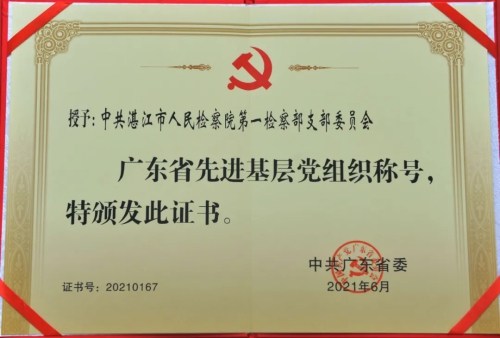 授予：中共湛江市人民检察院第一检察部支部委员会
广东省先进基层党组织称号，
特颁发此证书。
中共广东省委
证书号：20210167
2021年6月